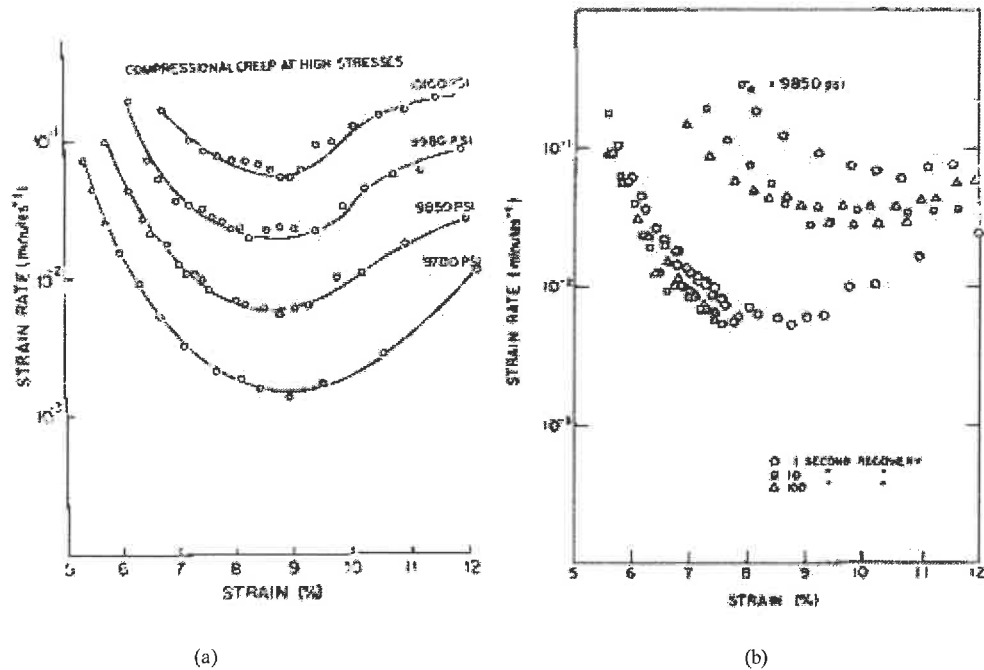 COMPRESSIONAL CREEP AT HIGH STRESSES
10160 PSI
9980 PSI
9850 PSI
9700 PSI
10⁻¹
10⁻²
10⁻³
STRAIN RATE (minutes⁻¹)
5 6 7 8 9 10 11 12
STRAIN (%)
(a)
9850 psi
10⁻¹
10⁻²
10⁻³
STRAIN RATE (minutes⁻¹)
1 SECOND RECOVERY
10 " "
100 " "
5 6 7 8 9 10 11 12
STRAIN (%)
(b)